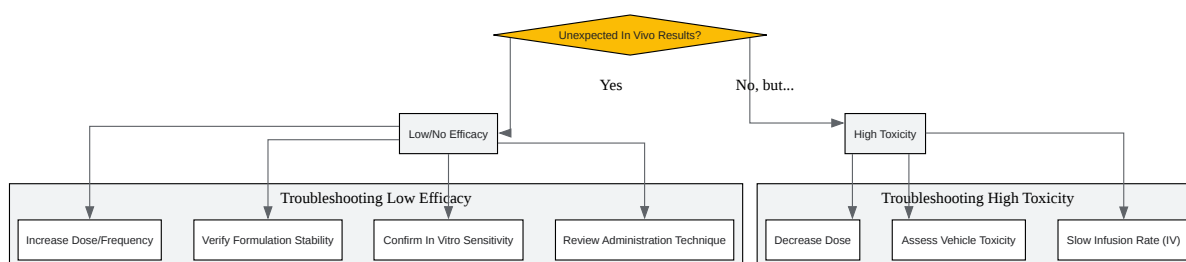 Unexpected In Vivo Results?
Yes
No, but...
Low/No Efficacy
High Toxicity
Troubleshooting Low Efficacy
Troubleshooting High Toxicity
Increase Dose/Frequency
Verify Formulation Stability
Confirm In Vitro Sensitivity
Review Administration Technique
Decrease Dose
Assess Vehicle Toxicity
Slow Infusion Rate (IV)